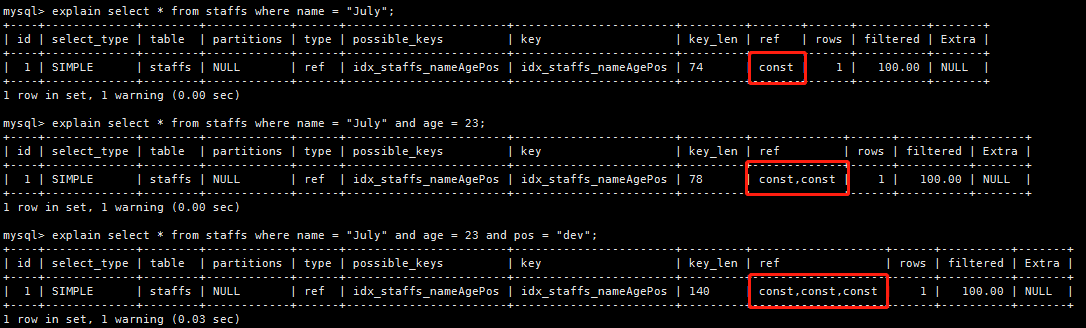 mysql> explain select * from staffs where name = "July";
+----+-------------+--------+------------+------+-----------------------+-----------------------+---------+-------+------+----------+-------+
| id | select_type | table | partitions | type | possible_keys | key | key_len | ref | rows | filtered | Extra |
+----+-------------+--------+------------+------+-----------------------+-----------------------+---------+-------+------+----------+-------+
| 1 | SIMPLE | staffs | NULL | ref | idx_staffs_nameAgePos | idx_staffs_nameAgePos | 74 | const | 1 | 100.00 | NULL |
+----+-------------+--------+------------+------+-----------------------+-----------------------+---------+-------+------+----------+-------+
1 row in set, 1 warning (0.00 sec)
mysql> explain select * from staffs where name = "July" and age = 23;
+----+-------------+--------+------------+------+-----------------------+-----------------------+---------+-------------+------+----------+-------+
| id | select_type | table | partitions | type | possible_keys | key | key_len | ref | rows | filtered | Extra |
+----+-------------+--------+------------+------+-----------------------+-----------------------+---------+-------------+------+----------+-------+
| 1 | SIMPLE | staffs | NULL | ref | idx_staffs_nameAgePos | idx_staffs_nameAgePos | 78 | const,const | 1 | 100.00 | NULL |
+----+-------------+--------+------------+------+-----------------------+-----------------------+---------+-------------+------+----------+-------+
1 row in set, 1 warning (0.00 sec)
mysql> explain select * from staffs where name = "July" and age = 23 and pos = "dev";
+----+-------------+--------+------------+------+-----------------------+-----------------------+---------+-------------------+------+----------+-------+
| id | select_type | table | partitions | type | possible_keys | key | key_len | ref | rows | filtered | Extra |
+----+-------------+--------+------------+------+-----------------------+-----------------------+---------+-------------------+------+----------+-------+
| 1 | SIMPLE | staffs | NULL | ref | idx_staffs_nameAgePos | idx_staffs_nameAgePos | 140 | const,const,const | 1 | 100.00 | NULL |
+----+-------------+--------+------------+------+-----------------------+-----------------------+---------+-------------------+------+----------+-------+
1 row in set, 1 warning (0.03 sec)